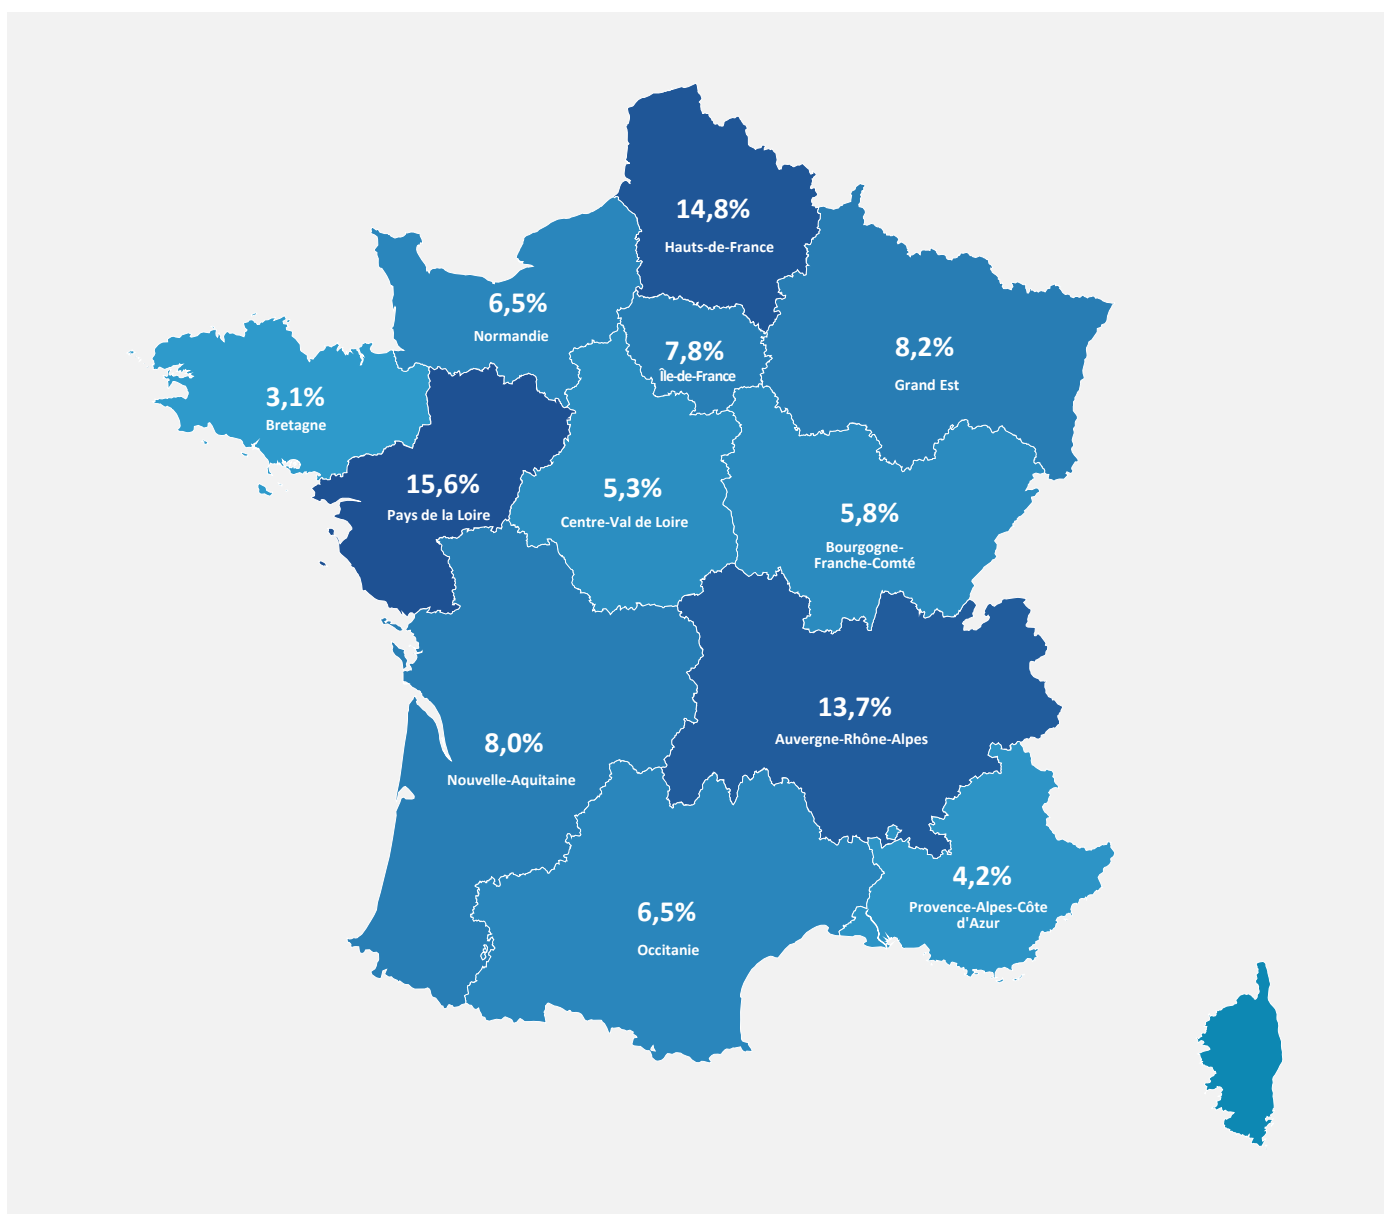 14,8%
Hauts-de-France
6,5%
Normandie
7,8%
Île-de-France
8,2%
Grand Est
3,1%
Bretagne
15,6%
Pays de la Loire
5,3%
Centre-Val de Loire
5,8%
Bourgogne-
Franche-Comté
13,7%
Auvergne-Rhône-Alpes
8,0%
Nouvelle-Aquitaine
4,2%
Provence-Alpes-Côte
d'Azur
6,5%
Occitanie